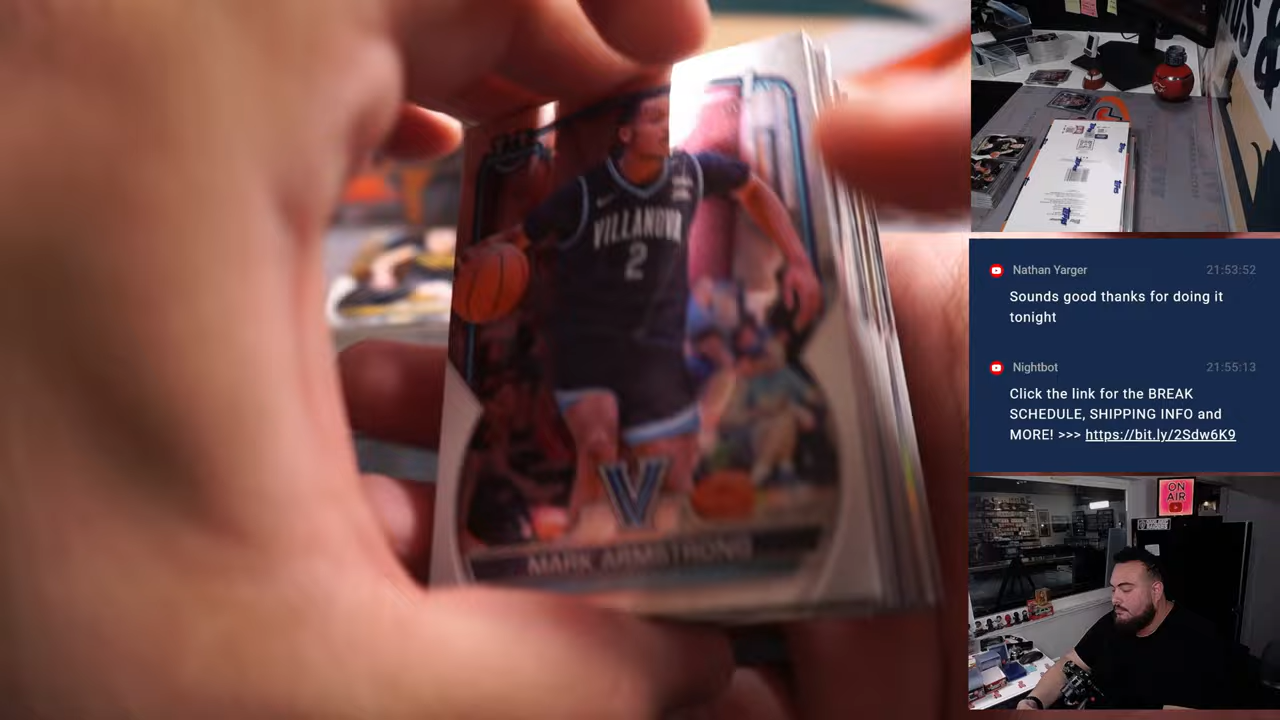 VILLANOVA
2
V
MARK ARMSTRONG
Nathan Yarger
21:53:52
Sounds good thanks for doing it
tonight
Nightbot
21:55:13
Click the link for the BREAK
SCHEDULE, SHIPPING INFO and
MORE! >>> https://bit.ly/2Sdw6K9
ON
AIR